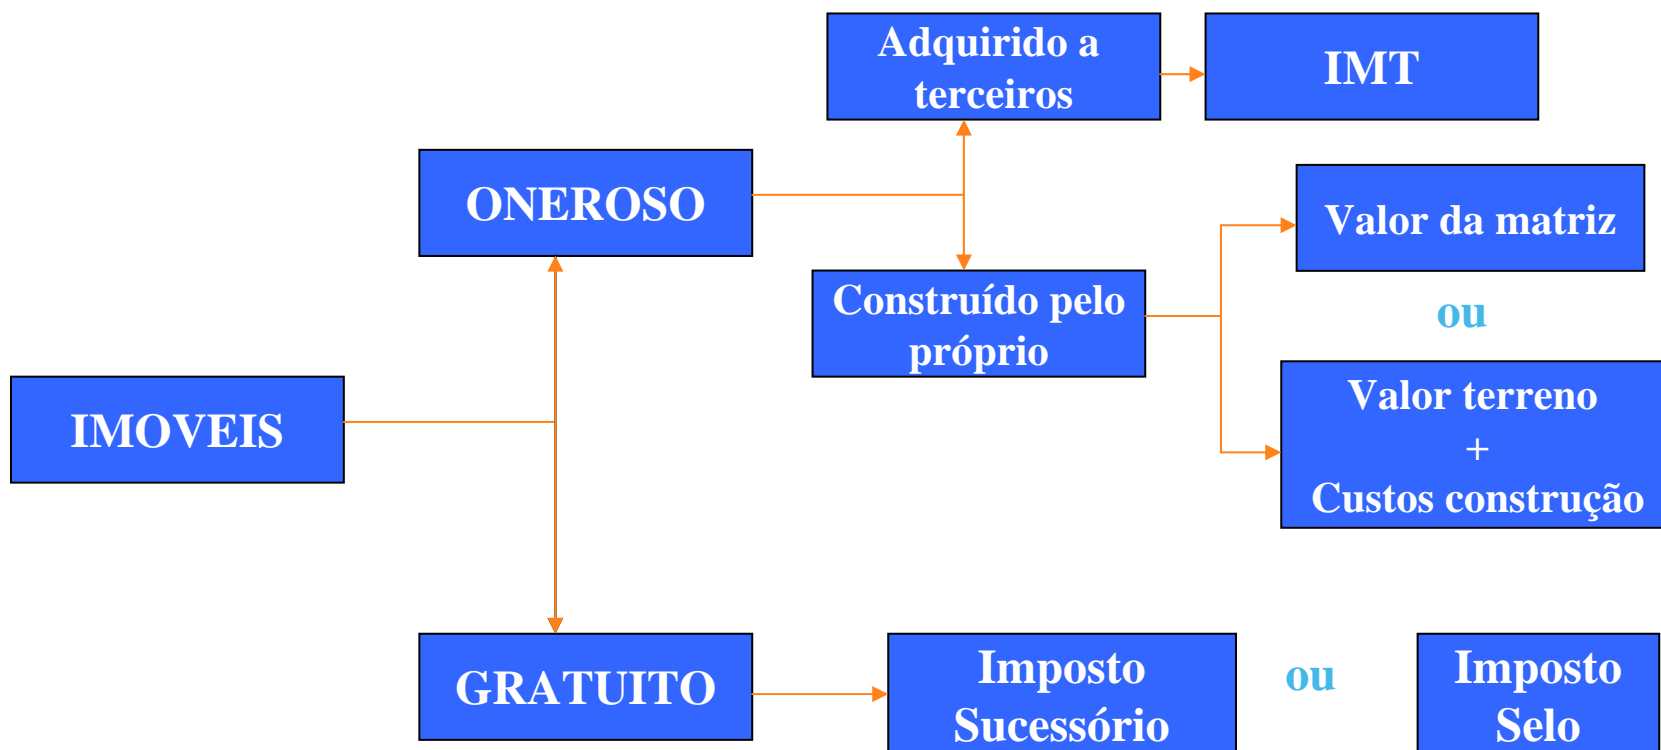 Adquirido a
terceiros
IMT
ONEROSO
Valor da matriz
ou
Construído pelo
próprio
IMOVEIS
Valor terreno
+
Custos construção
GRATUITO
Imposto
Sucessório
ou
Imposto
Selo